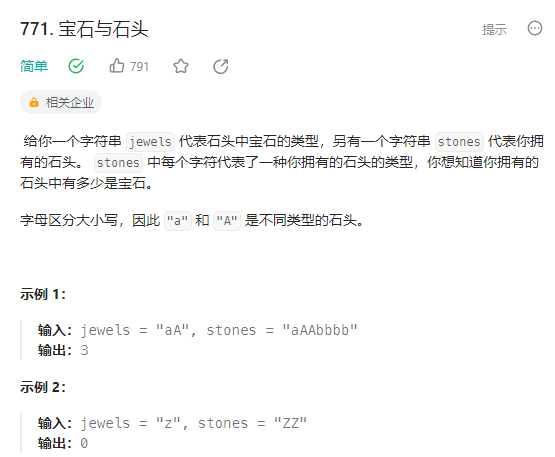 771. 宝石与石头
提示
简单
791
相关企业
给你一个字符串 jewels 代表石头中宝石的类型，另有一个字符串 stones 代表你拥
有的石头。 stones 中每个字符代表了一种你拥有的石头的类型，你想知道你拥有的
石头中有多少是宝石。
字母区分大小写，因此 "a" 和 "A" 是不同类型的石头。
示例 1：
输入：jewels = "aA", stones = "aAAbbbb"
输出：3
示例 2：
输入：jewels = "z", stones = "ZZ"
输出：0